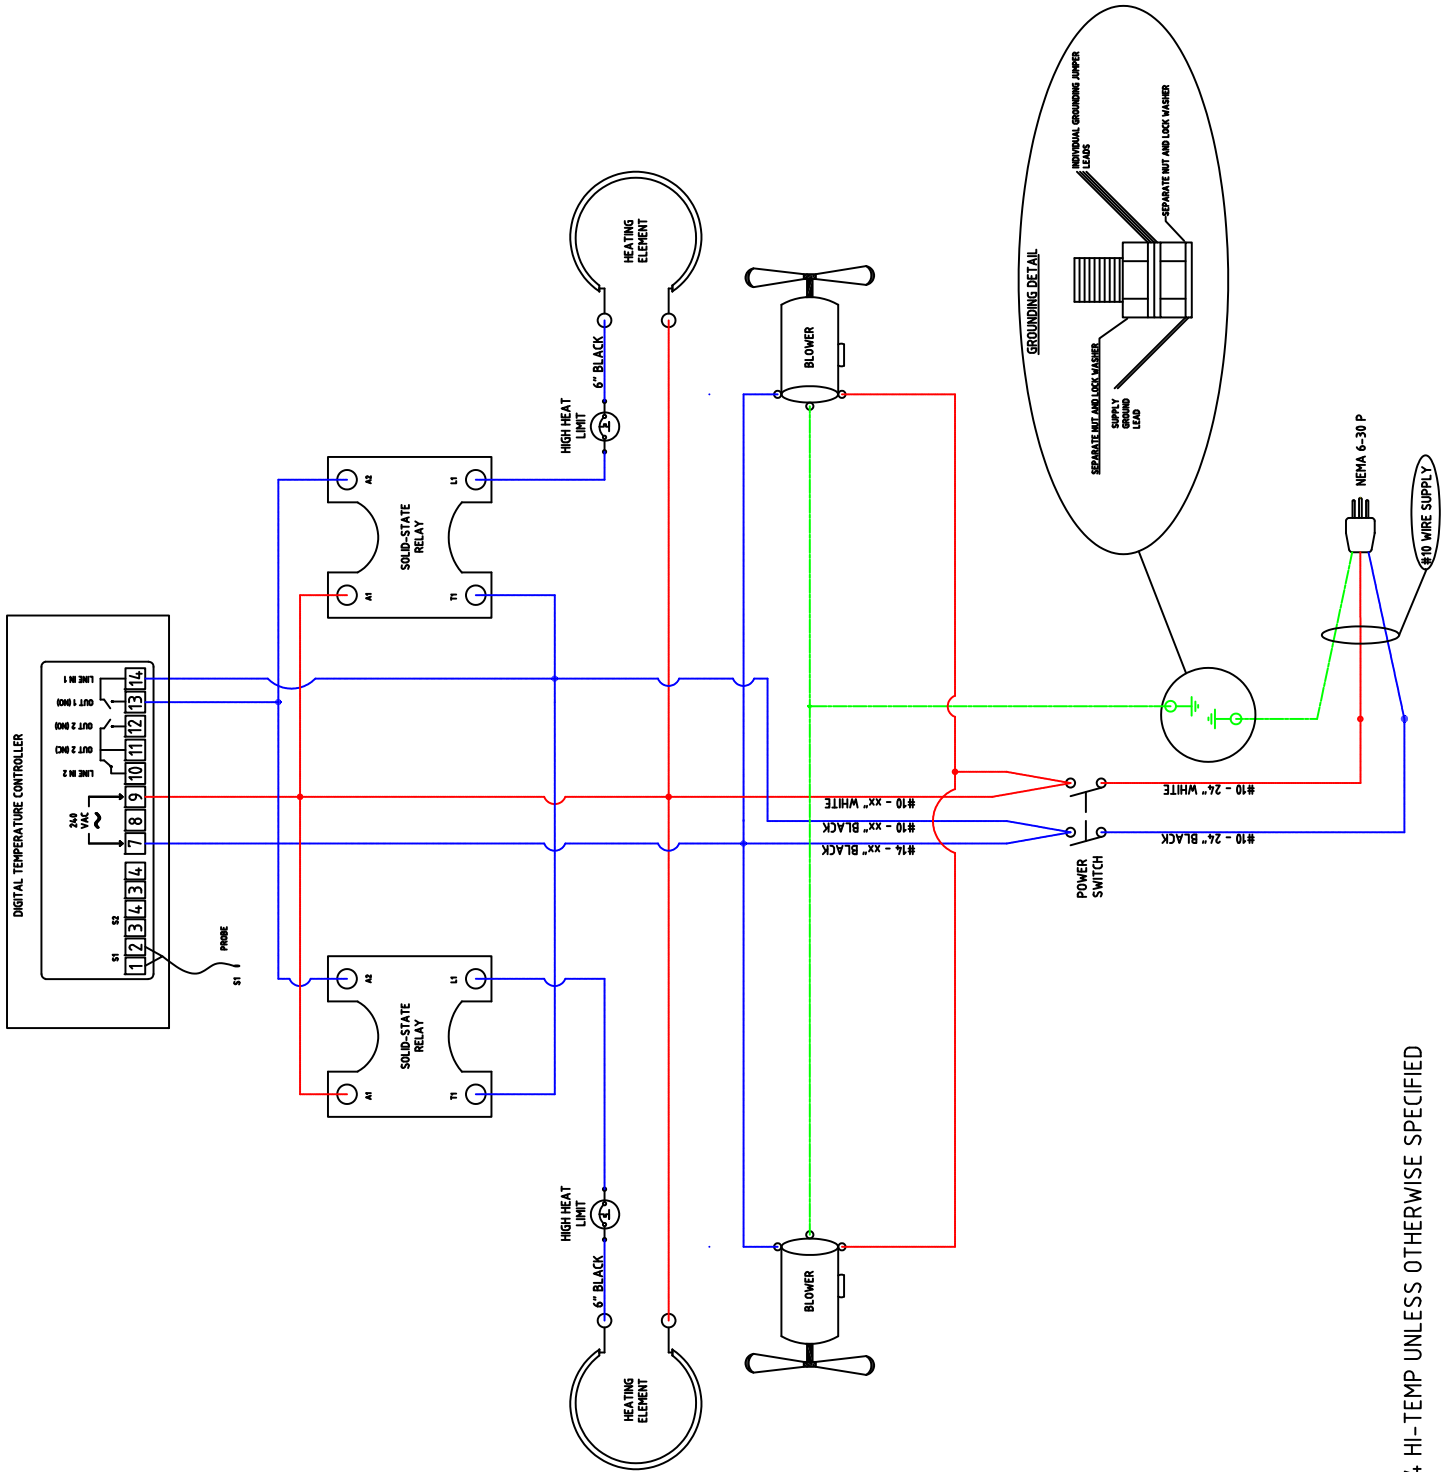 DIGITAL TEMPERATURE CONTROLLER
LINE IN 1
OUT 1 (NO)
OUT 2 (NO)
OUT 2 (NC)
LINE IN 2
240
VAC
~
14
13
12
11
10
9
8
7
4
3
4
3
2
1
S2
S1
PROBE
S1
SOLID-STATE
RELAY
A2
L1
A1
T1
SOLID-STATE
RELAY
A2
L1
A1
T1
HIGH HEAT
LIMIT
6" BLACK
HEATING
ELEMENT
HIGH HEAT
LIMIT
6" BLACK
HEATING
ELEMENT
BLOWER
BLOWER
#10 - xx" WHITE
#10 - xx" BLACK
#14 - xx" BLACK
POWER
SWITCH
#10 - 24" WHITE
#10 - 24" BLACK
GROUNDING DETAIL
INDIVIDUAL GROUNDING JUMPER
LEADS
SEPARATE NUT AND LOCK WASHER
SEPARATE NUT AND LOCK WASHER
SUPPLY
GROUND
LEAD
NEMA 6-30 P
#10 WIRE SUPPLY
HI-TEMP UNLESS OTHERWISE SPECIFIED